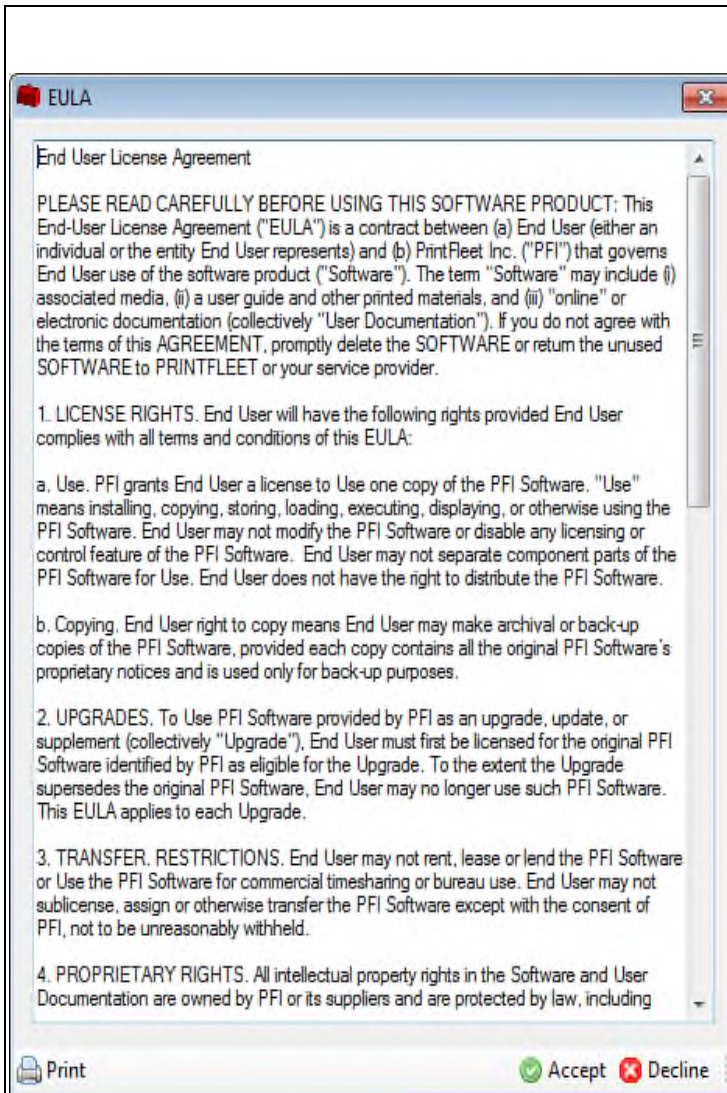 EULA
End User License Agreement
PLEASE READ CAREFULLY BEFORE USING THIS SOFTWARE PRODUCT: This
End-User License Agreement ("EULA") is a contract between (a) End User (either an
individual or the entity End User represents) and (b) PrintFleet Inc. ("PFI") that governs
End User use of the software product ("Software"). The term "Software" may include (i)
associated media, (ii) a user guide and other printed materials, and (iii) "online" or
electronic documentation (collectively "User Documentation"). If you do not agree with
the terms of this AGREEMENT, promptly delete the SOFTWARE or return the unused
SOFTWARE to PRINTFLEET or your service provider.
1. LICENSE RIGHTS. End User will have the following rights provided End User
complies with all terms and conditions of this EULA:
a. Use. PFI grants End User a license to Use one copy of the PFI Software. "Use"
means installing, copying, storing, loading, executing, displaying, or otherwise using the
PFI Software. End User may not modify the PFI Software or disable any licensing or
control feature of the PFI Software.  End User may not separate component parts of the
PFI Software for Use. End User does not have the right to distribute the PFI Software.
b. Copying. End User right to copy means End User may make archival or back-up
copies of the PFI Software, provided each copy contains all the original PFI Software's
proprietary notices and is used only for back-up purposes.
2. UPGRADES. To Use PFI Software provided by PFI as an upgrade, update, or
supplement (collectively "Upgrade"), End User must first be licensed for the original PFI
Software identified by PFI as eligible for the Upgrade. To the extent the Upgrade
supersedes the original PFI Software, End User may no longer use such PFI Software.
This EULA applies to each Upgrade.
3. TRANSFER. RESTRICTIONS. End User may not rent, lease or lend the PFI Software
or Use the PFI Software for commercial timesharing or bureau use. End User may not
sublicense, assign or otherwise transfer the PFI Software except with the consent of
PFI, not to be unreasonably withheld.
4. PROPRIETARY RIGHTS. All intellectual property rights in the Software and User
Documentation are owned by PFI or its suppliers and are protected by law, including
Print Accept Decline